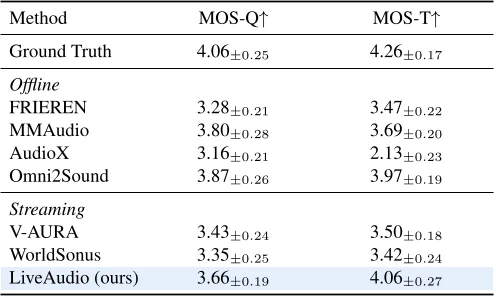 Method MOS-Q↑ MOS-T↑
Ground Truth 4.06±0.25 4.26±0.17
Offline
FRIEREN 3.28±0.21 3.47±0.22
MMAudio 3.80±0.28 3.69±0.20
AudioX 3.16±0.21 2.13±0.23
Omni2Sound 3.87±0.26 3.97±0.19
Streaming
V-AURA 3.43±0.24 3.50±0.18
WorldSonus 3.35±0.25 3.42±0.24
LiveAudio (ours) 3.66±0.19 4.06±0.27